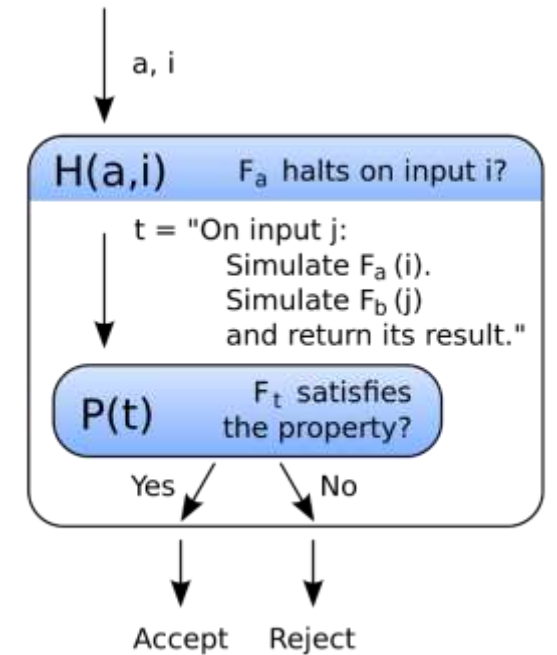 a, i
H(a,i) Fa halts on input i?
t = "On input j:
Simulate Fa (i).
Simulate Fb (j)
and return its result."
P(t) Ft satisfies
the property?
Yes No
Accept Reject